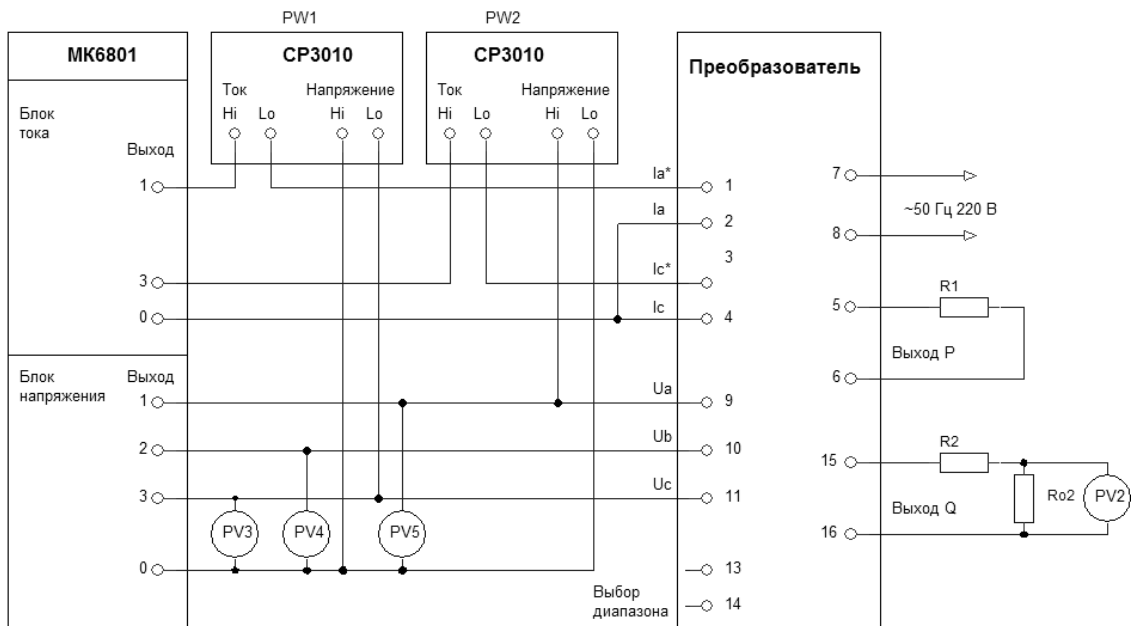 PW1
PW2
МК6801
СР3010
СР3010
Преобразователь
Ток
Напряжение
Ток
Напряжение
Hi
Lo
Hi
Lo
Hi
Lo
Hi
Lo
Блок
тока
Выход
1
3
0
Ia*
1
Ia
2
3
Ic*
Ic
4
7
~50 Гц 220 В
8
R1
5
Выход P
6
Блок
напряжения
Выход
1
2
3
0
Ua
9
Ub
10
Uc
11
PV3
PV4
PV5
R2
15
Ro2
PV2
Выход Q
16
13
Выбор
диапазона
14